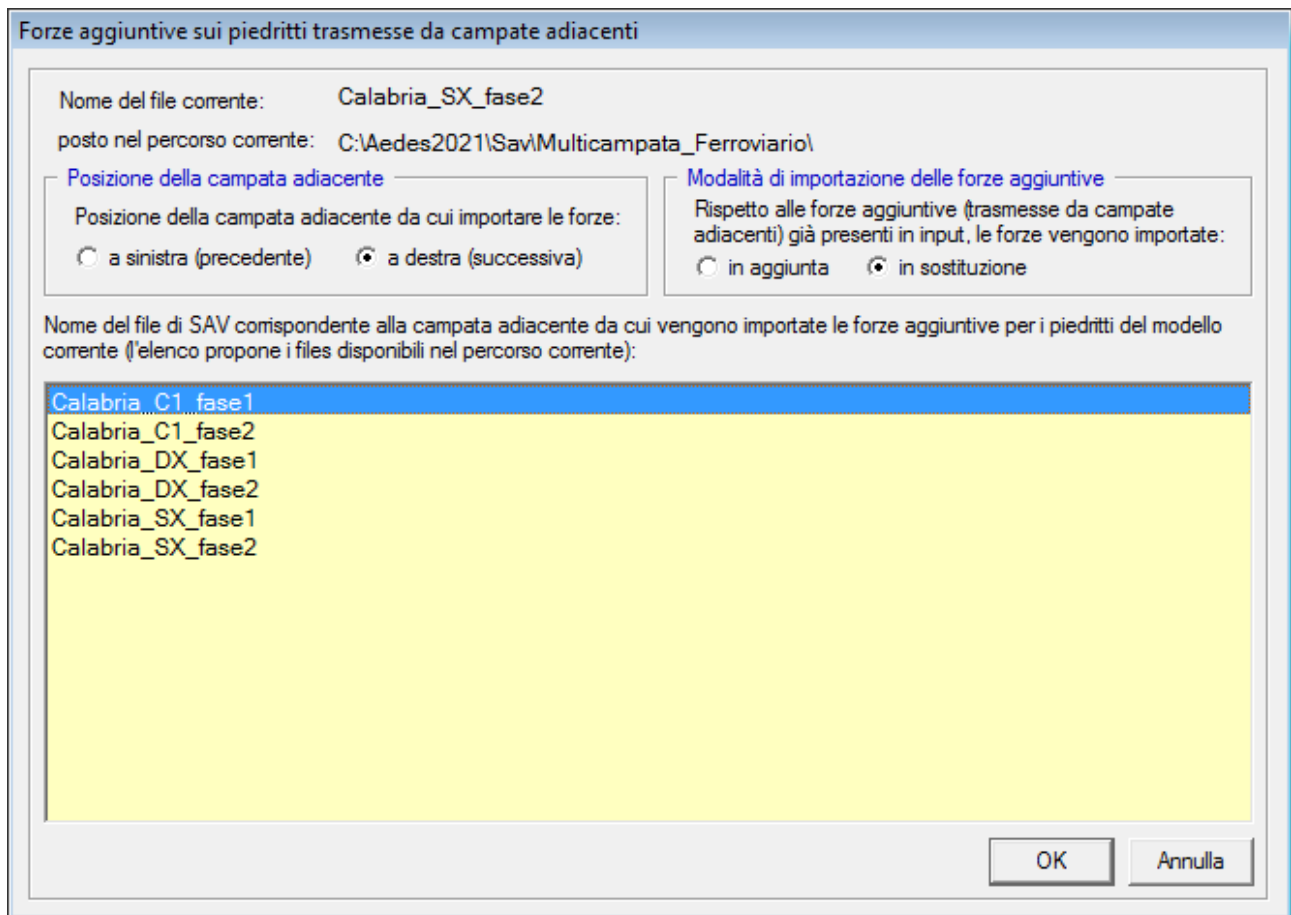 Forze aggiuntive sui piedritti trasmesse da campate adiacenti
Nome del file corrente: Calabria_SX_fase2
posto nel percorso corrente: C:\Aedes2021\Sav\Multicampata_Ferroviario\
Posizione della campata adiacente
Posizione della campata adiacente da cui importare le forze:
a sinistra (precedente) a destra (successiva)
Modalità di importazione delle forze aggiuntive
Rispetto alle forze aggiuntive (trasmesse da campate
adiacenti) già presenti in input, le forze vengono importate:
in aggiunta in sostituzione
Nome del file di SAV corrispondente alla campata adiacente da cui vengono importate le forze aggiuntive per i piedritti del modello
corrente (l'elenco propone i files disponibili nel percorso corrente):
Calabria_C1_fase1
Calabria_C1_fase2
Calabria_DX_fase1
Calabria_DX_fase2
Calabria_SX_fase1
Calabria_SX_fase2
OK Annulla